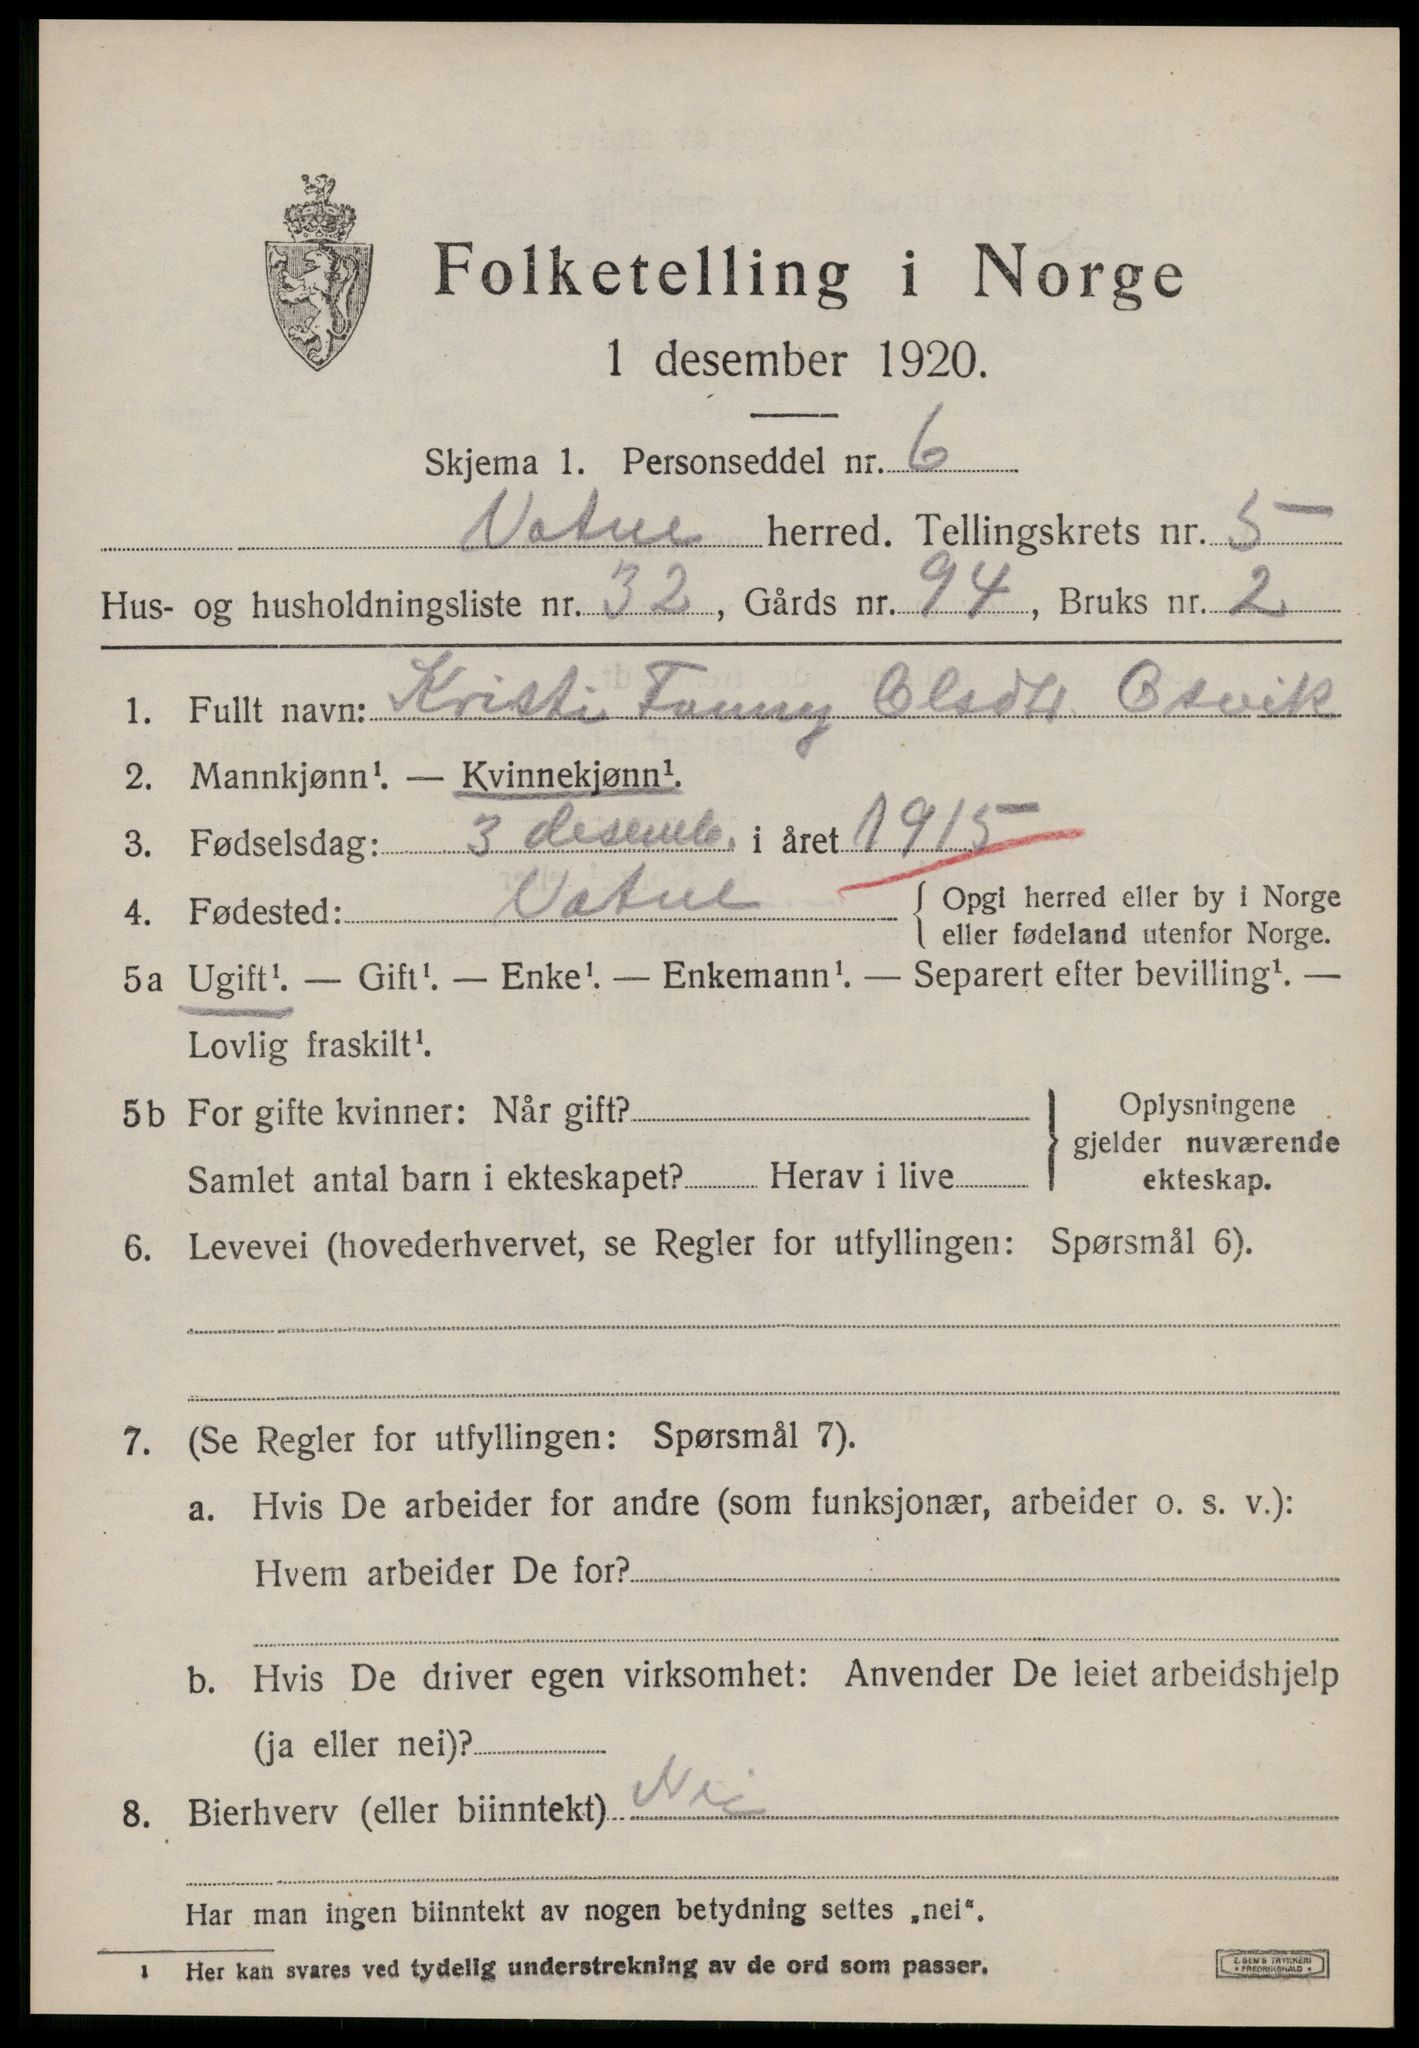 Folketelling i Norge
1 desember 1920.
Skjema 1. Personseddel nr. 6
Vatne herred. Tellingskrets nr. 5
Hus- og husholdningsliste nr. 32, Gårds nr. 94, Bruks nr. 2
1. Fullt navn: Kristi Fanny Olsdtr. Osvik
2. Mannkjønn¹. — Kvinnekjønn¹.
3. Fødselsdag: 3 desemb. i året 1915
4. Fødested: Vatne { Opgi herred eller by i Norge
eller fødeland utenfor Norge.
5a Ugift¹. — Gift¹. — Enke¹. — Enkemann¹. — Separert efter bevilling¹. —
Lovlig fraskilt¹.
5b For gifte kvinner: Når gift? } Oplysningene
gjelder nuværende
Samlet antal barn i ekteskapet? Herav i live ekteskap.
6. Levevei (hovederhvervet, se Regler for utfyllingen: Spørsmål 6).
7. (Se Regler for utfyllingen: Spørsmål 7).
a. Hvis De arbeider for andre (som funksjonær, arbeider o. s. v.):
Hvem arbeider De for?
b. Hvis De driver egen virksomhet: Anvender De leiet arbeidshjelp
(ja eller nei)?
8. Bierhverv (eller biinntekt) Nei
Har man ingen biinntekt av nogen betydning settes „nei“.
1 Her kan svares ved tydelig understrekning av de ord som passer.
E. SEM'S TRYKKERI
* FREDRIKSHALD *